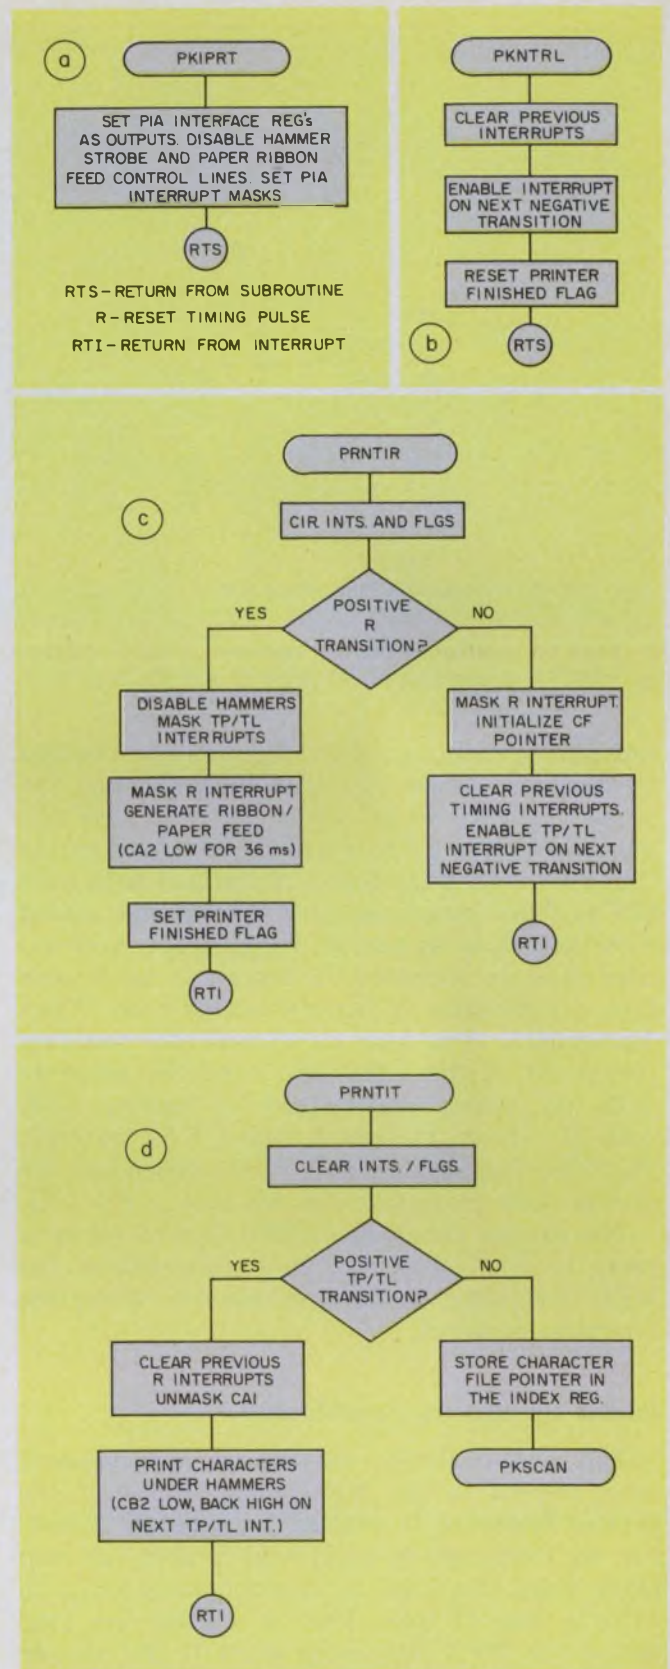 a
PKIPRT
SET PIA INTERFACE REG's
AS OUTPUTS. DISABLE HAMMER
STROBE AND PAPER RIBBON
FEED CONTROL LINES. SET PIA
INTERRUPT MASKS
RTS
RTS-RETURN FROM SUBROUTINE
R-RESET TIMING PULSE
RTI-RETURN FROM INTERRUPT
PKNTRL
CLEAR PREVIOUS
INTERRUPTS
ENABLE INTERRUPT
ON NEXT NEGATIVE
TRANSITION
RESET PRINTER
FINISHED FLAG
b
RTS
PRNTIR
c
CIR. INTS. AND FLGS
POSITIVE
R
TRANSITION?
YES
NO
DISABLE HAMMERS
MASK TP/TL
INTERRUPTS
MASK R INTERRUPT
GENERATE RIBBON/
PAPER FEED
(CA2 LOW FOR 36 ms)
SET PRINTER
FINISHED FLAG
RTI
MASK R INTERRUPT.
INITIALIZE CF
POINTER
CLEAR PREVIOUS
TIMING INTERRUPTS.
ENABLE TP/TL
INTERRUPT ON NEXT
NEGATIVE TRANSITION
RTI
PRNTIT
d
CLEAR INTS. / FLGS.
POSITIVE
TP/TL
TRANSITION?
YES
NO
CLEAR PREVIOUS
R INTERRUPTS
UNMASK CAI
PRINT CHARACTERS
UNDER HAMMERS
(CB2 LOW, BACK HIGH ON
NEXT TP/TL INT.)
RTI
STORE CHARACTER
FILE POINTER IN
THE INDEX REG.
PKSCAN